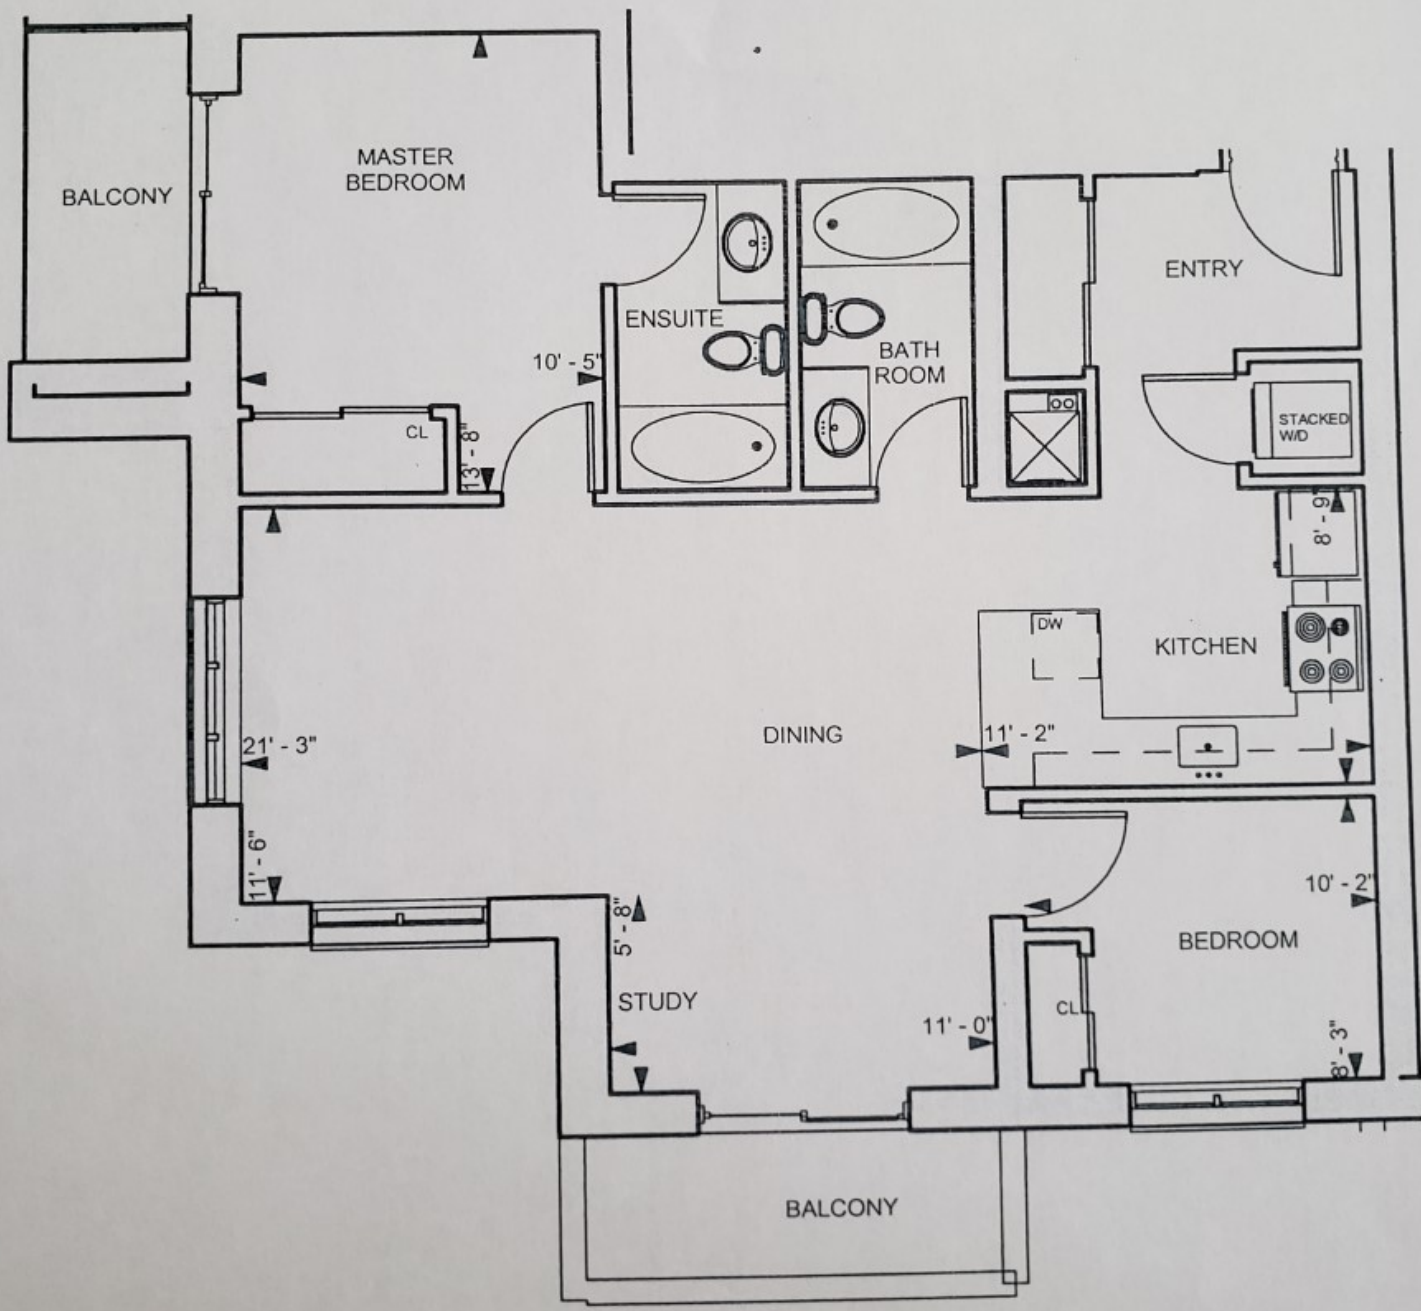 MASTER
BEDROOM
BALCONY
ENTRY
ENSUITE
BATH
ROOM
10' - 5"
CL
13' - 8"
STACKED
W/D
8' - 9"
DW
KITCHEN
DINING
11' - 2"
21' - 3"
11' - 6"
10' - 2"
5' - 8"
BEDROOM
STUDY
CL
11' - 0"
8' - 3"
BALCONY